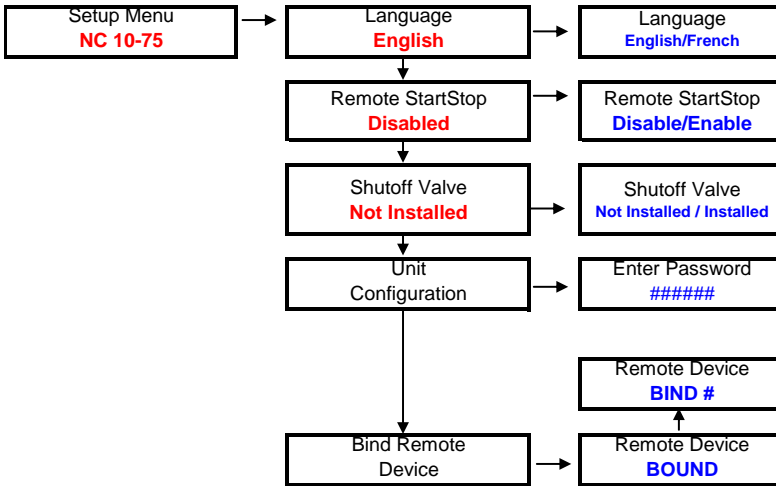 Setup Menu
NC 10-75
Language
English
Language
English/French
Remote StartStop
Disabled
Remote StartStop
Disable/Enable
Shutoff Valve
Not Installed
Shutoff Valve
Not Installed / Installed
Unit
Configuration
Enter Password
######
Remote Device
BIND #
Bind Remote
Device
Remote Device
BOUND